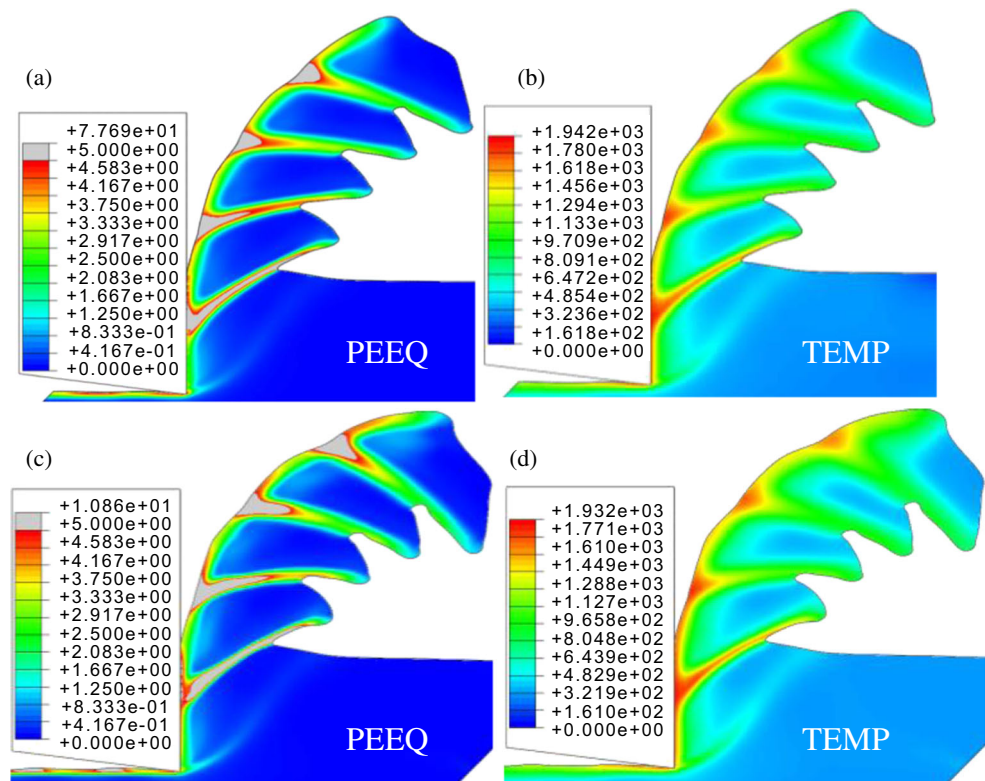 (a)
+7.769e+01
+5.000e+00
+4.583e+00
+4.167e+00
+3.750e+00
+3.333e+00
+2.917e+00
+2.500e+00
+2.083e+00
+1.667e+00
+1.250e+00
+8.333e-01
+4.167e-01
+0.000e+00
PEEQ
(b)
+1.942e+03
+1.780e+03
+1.618e+03
+1.456e+03
+1.294e+03
+1.133e+03
+9.709e+02
+8.091e+02
+6.472e+02
+4.854e+02
+3.236e+02
+1.618e+02
+0.000e+00
TEMP
(c)
+1.086e+01
+5.000e+00
+4.583e+00
+4.167e+00
+3.750e+00
+3.333e+00
+2.917e+00
+2.500e+00
+2.083e+00
+1.667e+00
+1.250e+00
+8.333e-01
+4.167e-01
+0.000e+00
PEEQ
(d)
+1.932e+03
+1.771e+03
+1.610e+03
+1.449e+03
+1.288e+03
+1.127e+03
+9.658e+02
+8.048e+02
+6.439e+02
+4.829e+02
+3.219e+02
+1.610e+02
+0.000e+00
TEMP